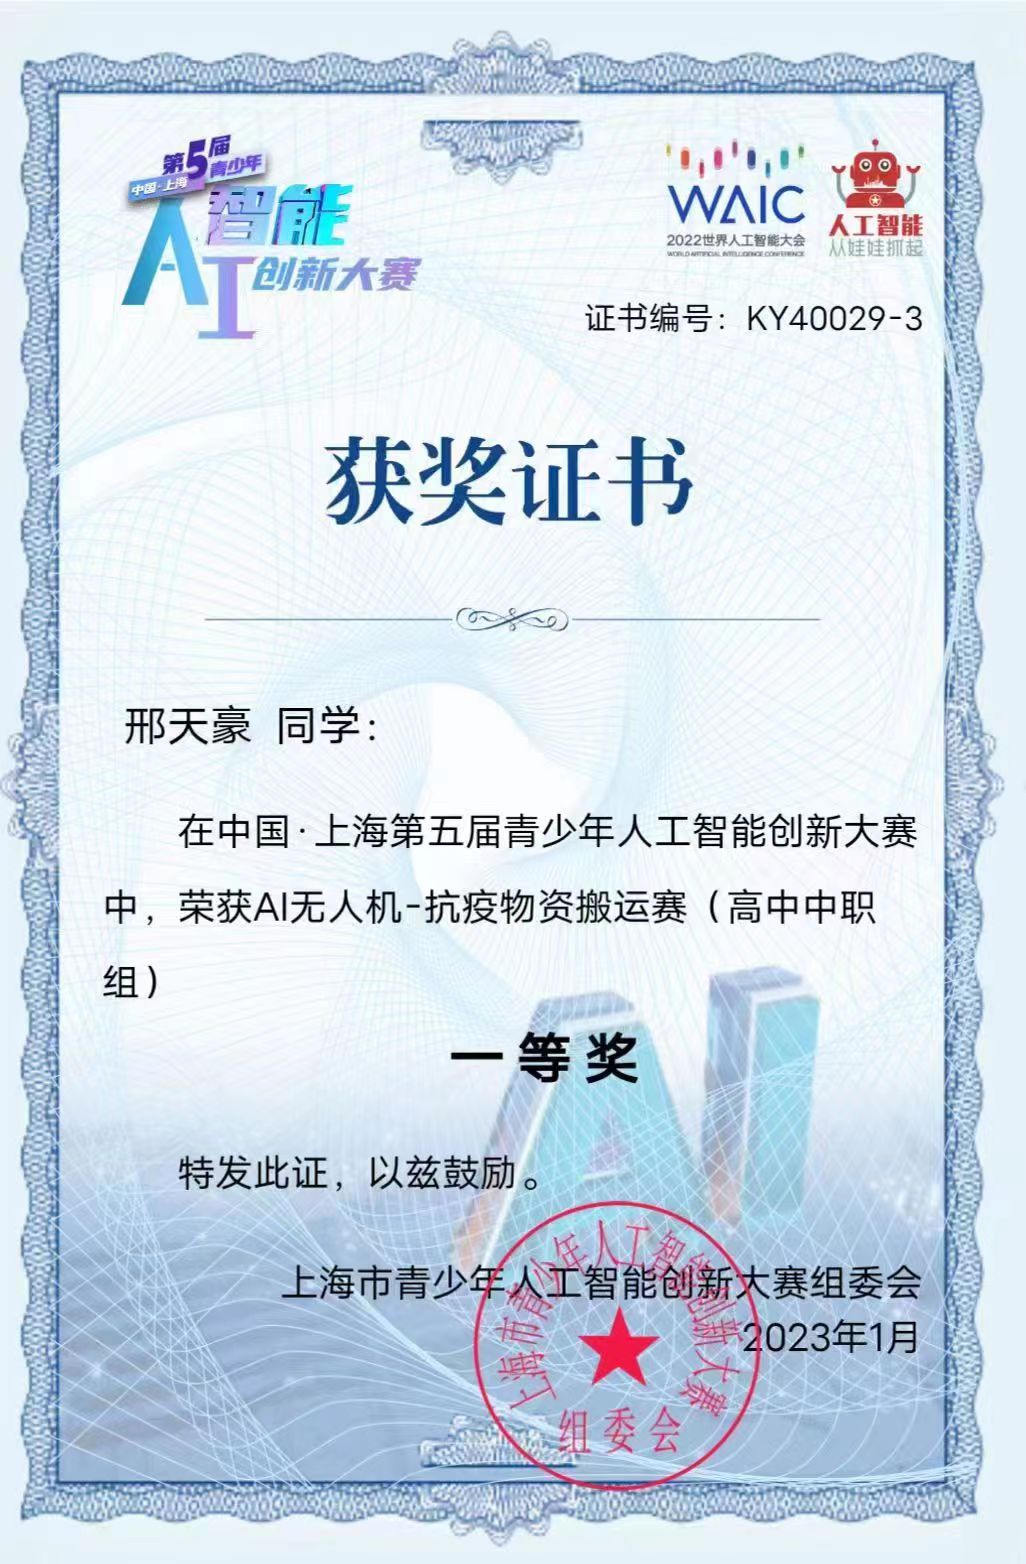 第5届
中国·上海 青少年
人工智能
AI创新大赛
WAIC
2022世界人工智能大会
WORLD ARTIFICIAL INTELLIGENCE CONFERENCE
人工智能
从娃娃抓起
证书编号：KY40029-3
获奖证书
邢天豪 同学：
在中国·上海第五届青少年人工智能创新大赛
中，荣获AI无人机-抗疫物资搬运赛（高中中职
组）
一等奖
特发此证，以兹鼓励。
上海市青少年人工智能创新大赛组委会
2023年1月
上海市青少年人工智能创新大赛
组委会